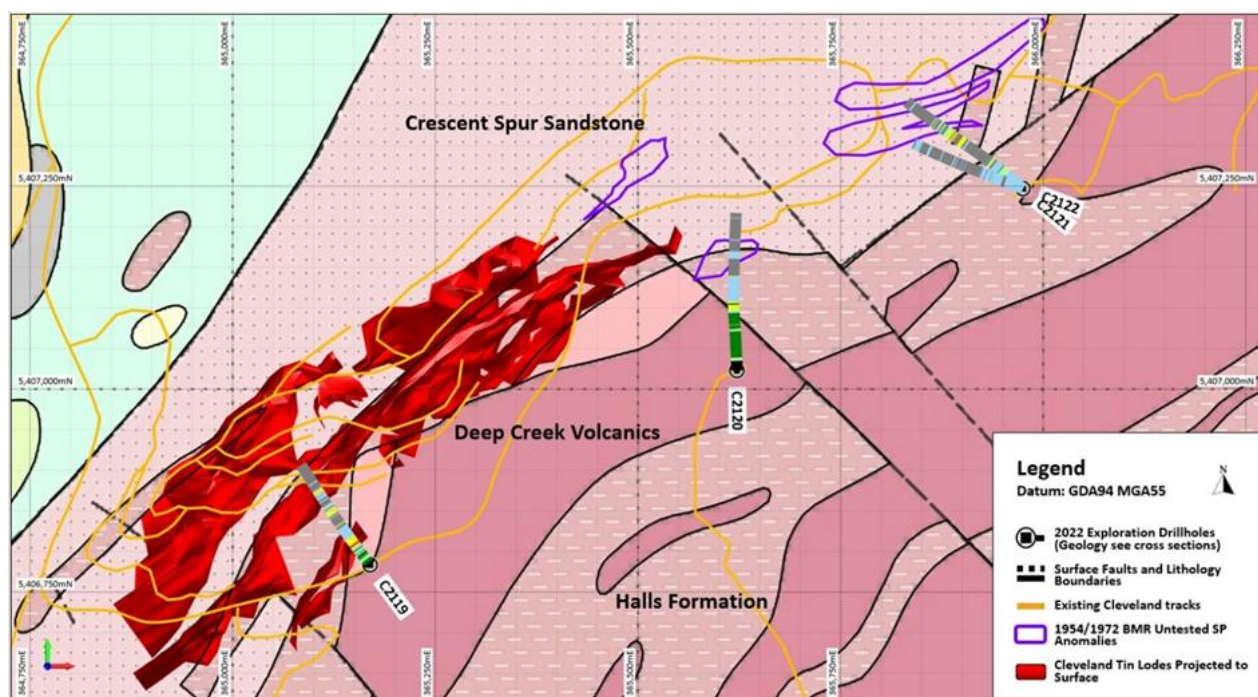 364,750mE
365,000mE
365,250mE
365,500mE
365,750mE
366,000mE
366,250mE
Crescent Spur Sandstone
5,407,250mN
5,407,250mN
C2122
C2121
5,407,000mN
5,407,000mN
C2120
Deep Creek Volcanics
C2119
Halls Formation
5,406,750mN
364,750mE
365,000mE
365,250mE
365,500mE
Legend
Datum: GDA94 MGA55
N
2022 Exploration Drillholes
(Geology see cross sections)
Surface Faults and Lithology
Boundaries
Existing Cleveland tracks
1954/1972 BMR Untested SP
Anomalies
Cleveland Tin Lodes Projected to
Surface